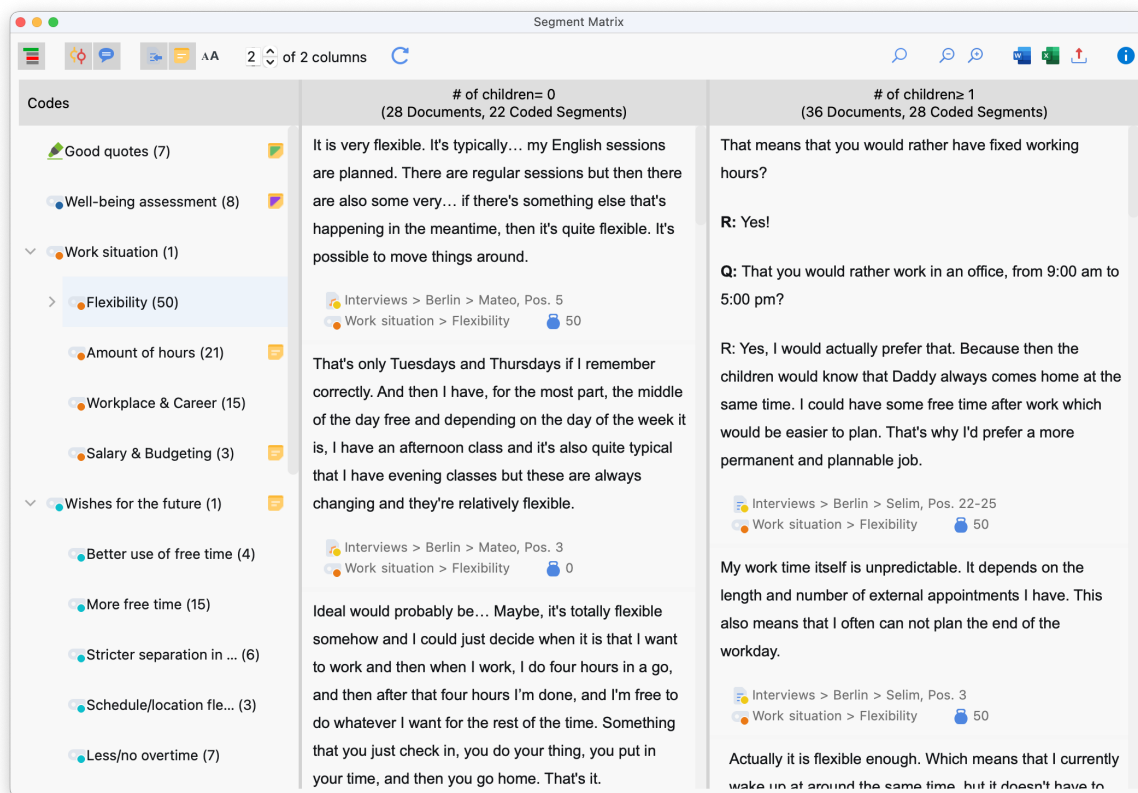 Segment Matrix
AA
2 of 2 columns
Codes
Good quotes (7)
Well-being assessment (8)
Work situation (1)
Flexibility (50)
Amount of hours (21)
Workplace & Career (15)
Salary & Budgeting (3)
Wishes for the future (1)
Better use of free time (4)
More free time (15)
Stricter separation in ... (6)
Schedule/location fle... (3)
Less/no overtime (7)
# of children= 0
(28 Documents, 22 Coded Segments)
It is very flexible. It's typically… my English sessions
are planned. There are regular sessions but then there
are also some very… if there's something else that's
happening in the meantime, then it's quite flexible. It's
possible to move things around.
Interviews > Berlin > Mateo, Pos. 5
Work situation > Flexibility 50
That's only Tuesdays and Thursdays if I remember
correctly. And then I have, for the most part, the middle
of the day free and depending on the day of the week it
is, I have an afternoon class and it's also quite typical
that I have evening classes but these are always
changing and they're relatively flexible.
Interviews > Berlin > Mateo, Pos. 3
Work situation > Flexibility 0
Ideal would probably be… Maybe, it's totally flexible
somehow and I could just decide when it is that I want
to work and then when I work, I do four hours in a go,
and then after that four hours I’m done, and I'm free to
do whatever I want for the rest of the time. Something
that you just check in, you do your thing, you put in
your time, and then you go home. That's it.
# of children≥ 1
(36 Documents, 28 Coded Segments)
That means that you would rather have fixed working
hours?
R: Yes!
Q: That you would rather work in an office, from 9:00 am to
5:00 pm?
R: Yes, I would actually prefer that. Because then the
children would know that Daddy always comes home at the
same time. I could have some free time after work which
would be easier to plan. That's why I'd prefer a more
permanent and plannable job.
Interviews > Berlin > Selim, Pos. 22-25
Work situation > Flexibility 50
My work time itself is unpredictable. It depends on the
length and number of external appointments I have. This
also means that I often can not plan the end of the
workday.
Interviews > Berlin > Selim, Pos. 3
Work situation > Flexibility 50
Actually it is flexible enough. Which means that I currently
wake up at around the same time, but it doesn't have to